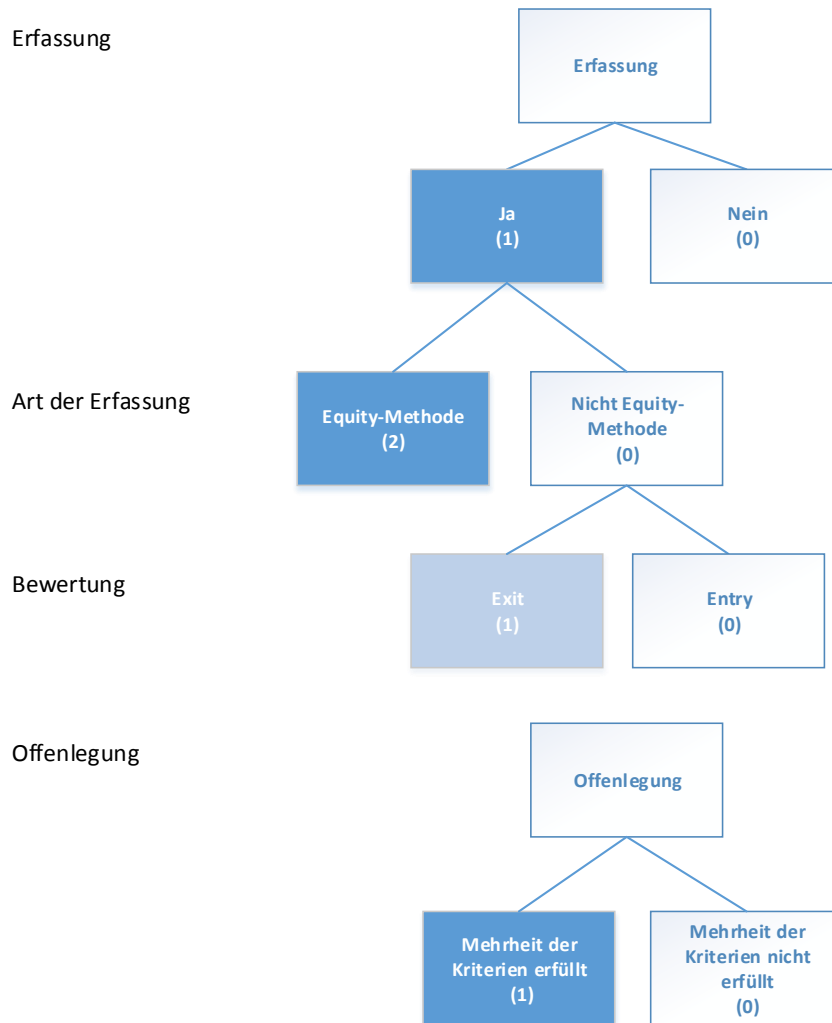 Erfassung
Erfassung
Ja
(1)
Nein
(0)
Art der Erfassung
Equity-Methode
(2)
Nicht Equity-
Methode
(0)
Bewertung
Exit
(1)
Entry
(0)
Offenlegung
Offenlegung
Mehrheit der
Kriterien erfüllt
(1)
Mehrheit der
Kriterien nicht
erfüllt
(0)